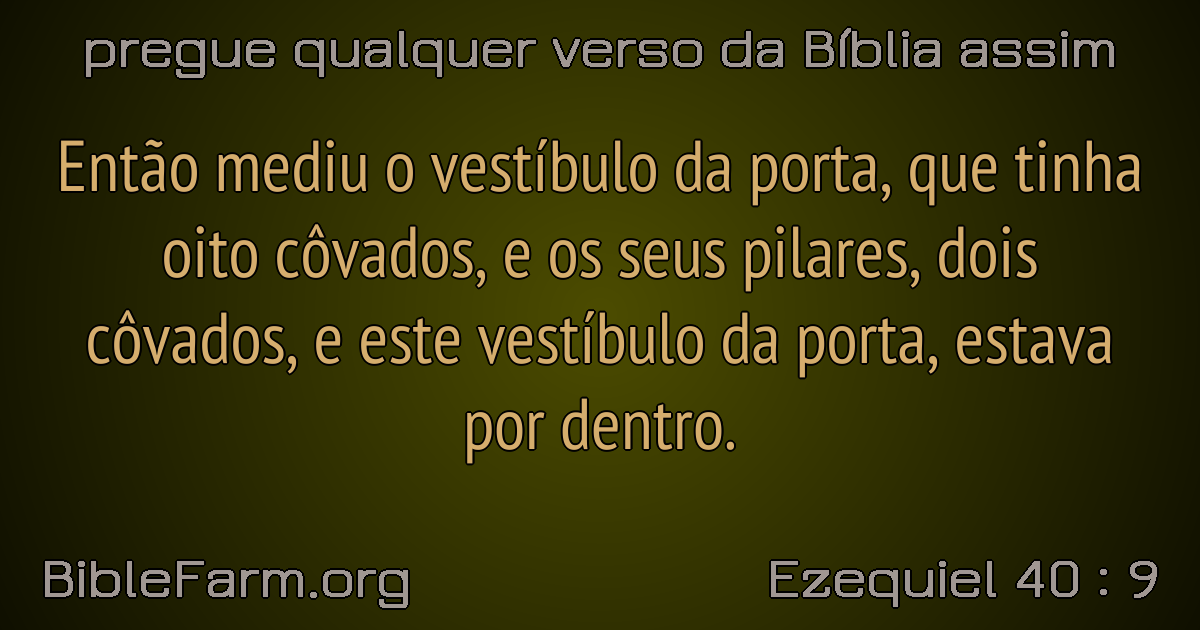 pregue qualquer verso da Bíblia assim
Então mediu o vestíbulo da porta, que tinha
oito côvados, e os seus pilares, dois
côvados, e este vestíbulo da porta, estava
por dentro.
BibleFarm.org
Ezequiel 40 : 9